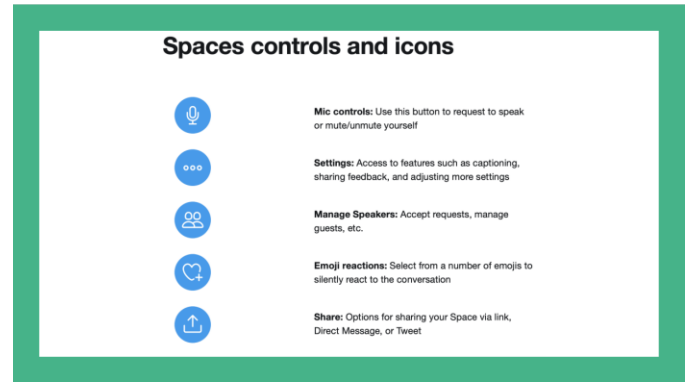 Spaces controls and icons
Mic controls: Use this button to request to speak
or mute/unmute yourself
Settings: Access to features such as captioning,
sharing feedback, and adjusting more settings
Manage Speakers: Accept requests, manage
guests, etc.
Emoji reactions: Select from a number of emojis to
silently react to the conversation
Share: Options for sharing your Space via link,
Direct Message, or Tweet